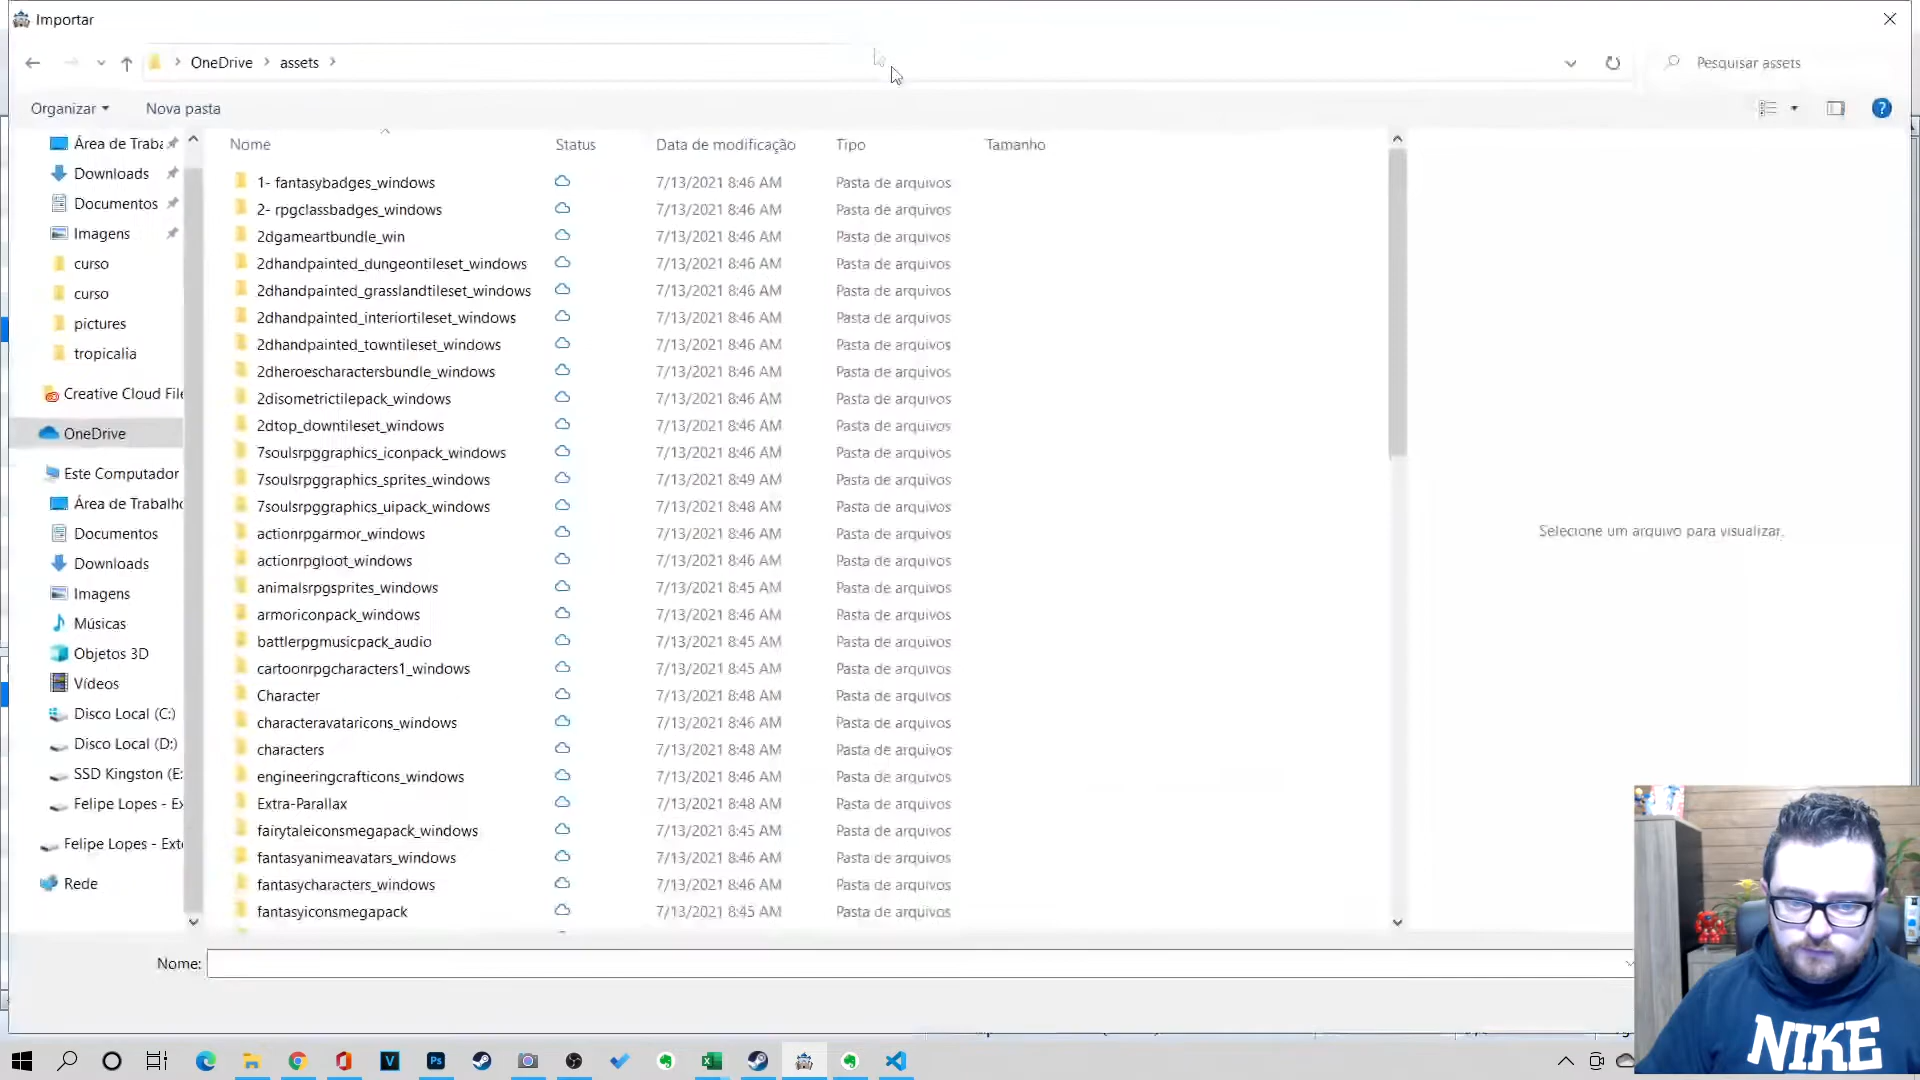 Importar
OneDrive > assets >
Pesquisar assets
Organizar
Nova pasta
Nome
Status
Data de modificação
Tipo
Tamanho
Área de Traba
Downloads
Documentos
Imagens
curso
curso
pictures
tropicalia
Creative Cloud File
OneDrive
Este Computador
Área de Trabalho
Documentos
Downloads
Imagens
Músicas
Objetos 3D
Vídeos
Disco Local (C:)
Disco Local (D:)
SSD Kingston (E:
Felipe Lopes - Ex
Felipe Lopes - Exte
Rede
1- fantasybadges_windows 7/13/2021 8:46 AM Pasta de arquivos
2- rpgclassbadges_windows 7/13/2021 8:46 AM Pasta de arquivos
2dgameartbundle_win 7/13/2021 8:46 AM Pasta de arquivos
2dhandpainted_dungeontileset_windows 7/13/2021 8:46 AM Pasta de arquivos
2dhandpainted_grasslandtileset_windows 7/13/2021 8:46 AM Pasta de arquivos
2dhandpainted_interiortileset_windows 7/13/2021 8:46 AM Pasta de arquivos
2dhandpainted_towntileset_windows 7/13/2021 8:46 AM Pasta de arquivos
2dheroescharactersbundle_windows 7/13/2021 8:46 AM Pasta de arquivos
2disometrictilepack_windows 7/13/2021 8:46 AM Pasta de arquivos
2dtop_downtileset_windows 7/13/2021 8:46 AM Pasta de arquivos
7soulsrpggraphics_iconpack_windows 7/13/2021 8:46 AM Pasta de arquivos
7soulsrpggraphics_sprites_windows 7/13/2021 8:49 AM Pasta de arquivos
7soulsrpggraphics_uipack_windows 7/13/2021 8:48 AM Pasta de arquivos
actionrpgarmor_windows 7/13/2021 8:46 AM Pasta de arquivos
actionrpgloot_windows 7/13/2021 8:46 AM Pasta de arquivos
animalsrpgsprites_windows 7/13/2021 8:45 AM Pasta de arquivos
armoriconpack_windows 7/13/2021 8:46 AM Pasta de arquivos
battlerpgmusicpack_audio 7/13/2021 8:45 AM Pasta de arquivos
cartoonrpgcharacters1_windows 7/13/2021 8:45 AM Pasta de arquivos
Character 7/13/2021 8:48 AM Pasta de arquivos
characteravataricons_windows 7/13/2021 8:46 AM Pasta de arquivos
characters 7/13/2021 8:48 AM Pasta de arquivos
engineeringcrafticons_windows 7/13/2021 8:46 AM Pasta de arquivos
Extra-Parallax 7/13/2021 8:48 AM Pasta de arquivos
fairytaleiconsmegapack_windows 7/13/2021 8:45 AM Pasta de arquivos
fantasyanimeavatars_windows 7/13/2021 8:46 AM Pasta de arquivos
fantasycharacters_windows 7/13/2021 8:46 AM Pasta de arquivos
fantasyiconsmegapack 7/13/2021 8:45 AM Pasta de arquivos
Selecione um arquivo para visualizar.
Nome:
NIKE